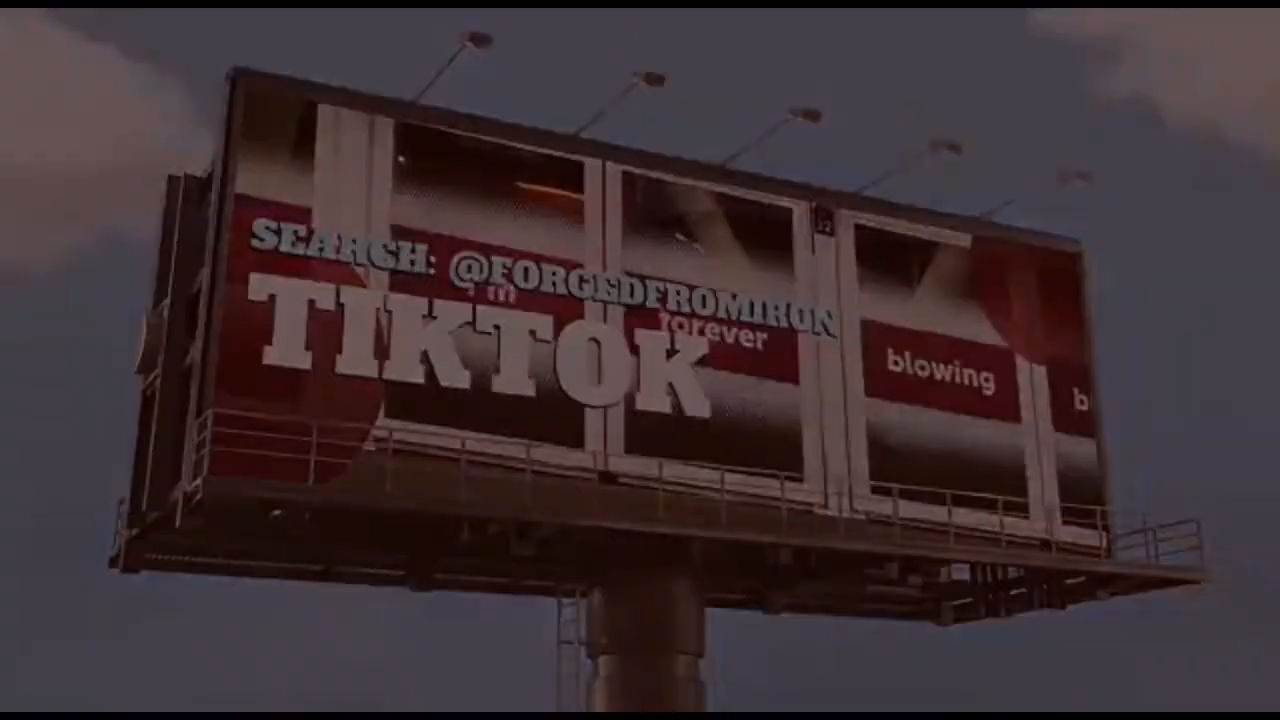 SEARCH: @FORGEDFROMIRON
I'm
TIKTOK
forever
blowing
b